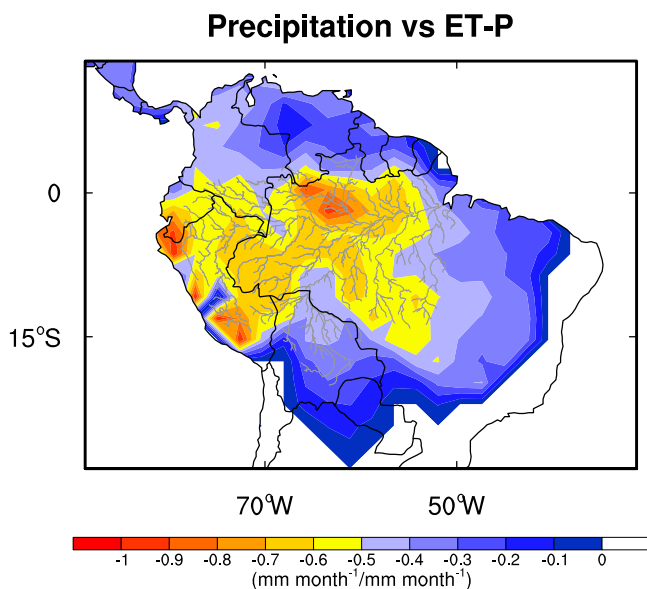 Precipitation vs ET-P
0
15°S
70°W 50°W
-1 -0.9 -0.8 -0.7 -0.6 -0.5 -0.4 -0.3 -0.2 -0.1 0
(mm month⁻¹/mm month⁻¹)